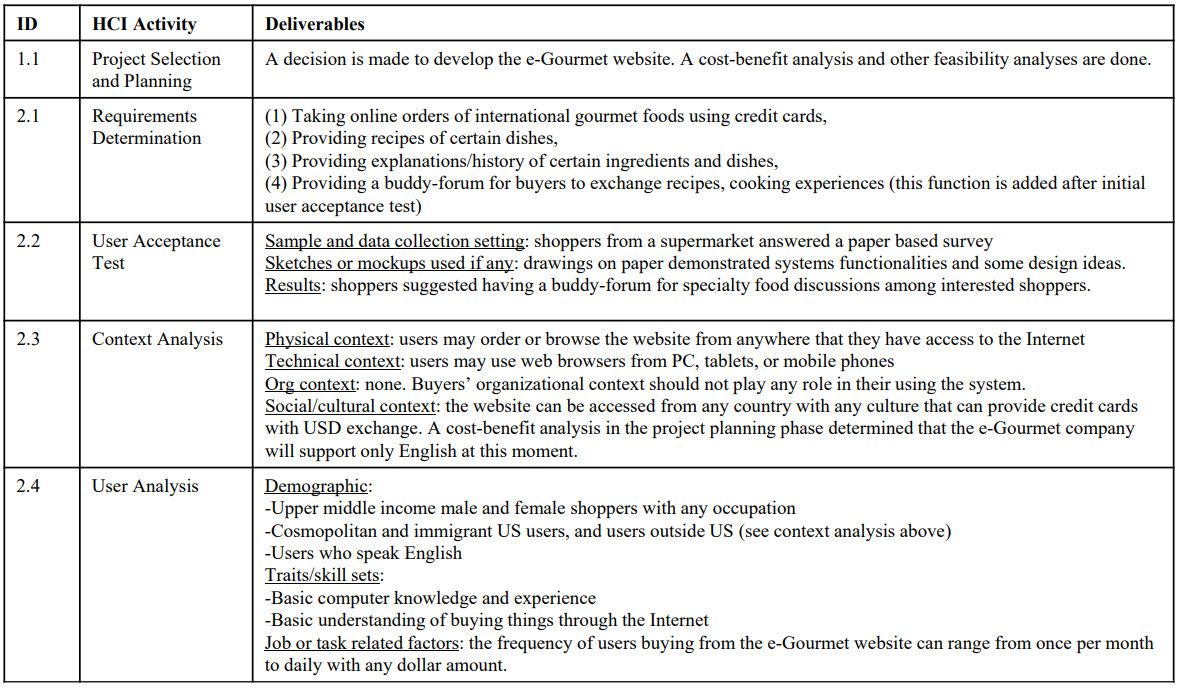 ID HCI Activity Deliverables
1.1 Project Selection and Planning A decision is made to develop the e-Gourmet website. A cost-benefit analysis and other feasibility analyses are done.
2.1 Requirements Determination (1) Taking online orders of international gourmet foods using credit cards,
(2) Providing recipes of certain dishes,
(3) Providing explanations/history of certain ingredients and dishes,
(4) Providing a buddy-forum for buyers to exchange recipes, cooking experiences (this function is added after initial
user acceptance test)
2.2 User Acceptance Test Sample and data collection setting: shoppers from a supermarket answered a paper based survey
Sketches or mockups used if any: drawings on paper demonstrated systems functionalities and some design ideas.
Results: shoppers suggested having a buddy-forum for specialty food discussions among interested shoppers.
2.3 Context Analysis Physical context: users may order or browse the website from anywhere that they have access to the Internet
Technical context: users may use web browsers from PC, tablets, or mobile phones
Org context: none. Buyers’ organizational context should not play any role in their using the system.
Social/cultural context: the website can be accessed from any country with any culture that can provide credit cards
with USD exchange. A cost-benefit analysis in the project planning phase determined that the e-Gourmet company
will support only English at this moment.
2.4 User Analysis Demographic:
-Upper middle income male and female shoppers with any occupation
-Cosmopolitan and immigrant US users, and users outside US (see context analysis above)
-Users who speak English
Traits/skill sets:
-Basic computer knowledge and experience
-Basic understanding of buying things through the Internet
Job or task related factors: the frequency of users buying from the e-Gourmet website can range from once per month
to daily with any dollar amount.